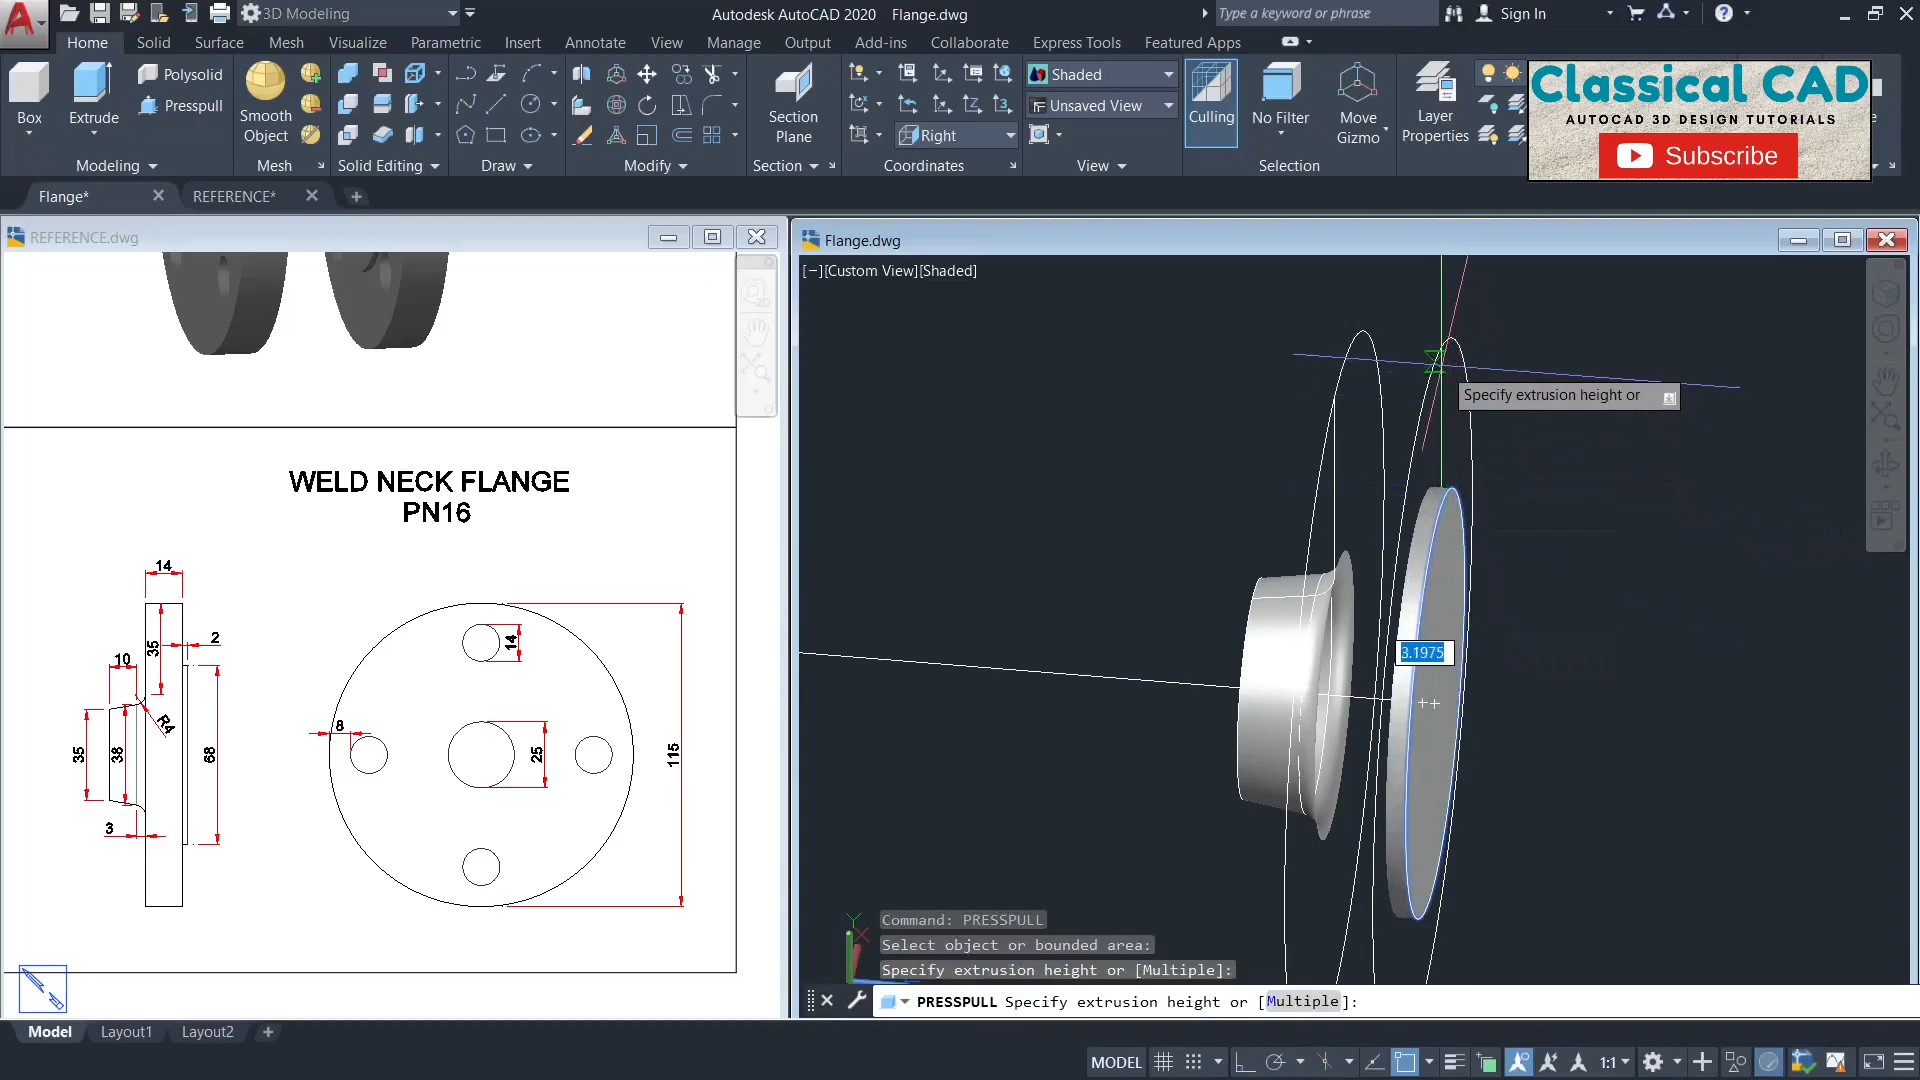 3D Modeling
Autodesk AutoCAD 2020 Flange.dwg
Type a keyword or phrase
Sign In
Home Solid Surface Mesh Visualize Parametric Insert Annotate View Manage Output Add-ins Collaborate Express Tools Featured Apps
Box
Extrude
Polysolid
Presspull
Smooth
Object
Section
Plane
Right
Shaded
Unsaved View
Culling
No Filter
Move
Gizmo
Layer
Properties
Modeling
Mesh
Solid Editing
Draw
Modify
Section
Coordinates
View
Selection
Classical CAD
AUTOCAD 3D DESIGN TUTORIALS
Subscribe
Flange*
REFERENCE*
REFERENCE.dwg
Flange.dwg
[−][Custom View][Shaded]
WELD NECK FLANGE
PN16
14
2
35
10
R4
35
38
68
3
14
8
25
115
Specify extrusion height or
3.1975
Y
X
Command: PRESSPULL
Select object or bounded area:
Specify extrusion height or [Multiple]:
PRESSPULL Specify extrusion height or [Multiple]:
Model Layout1 Layout2
MODEL
1:1